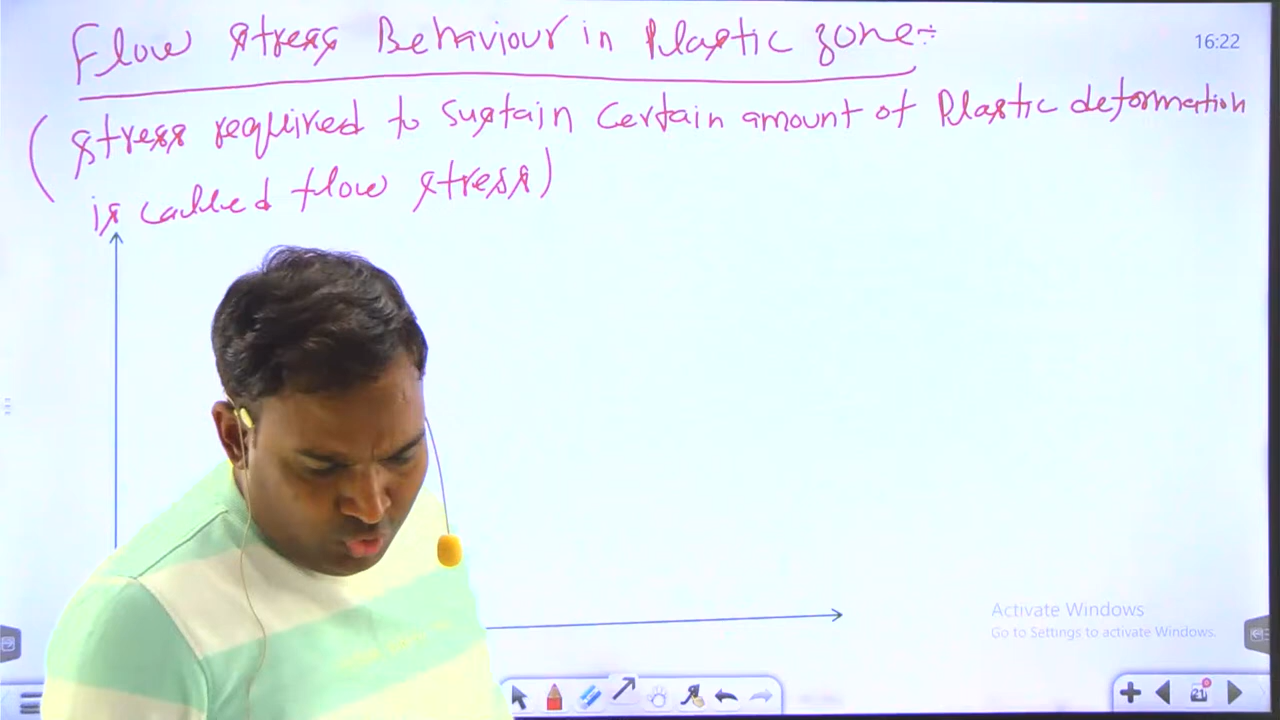 Flow stress Behaviour in Plastic zone:-
16:22
(stress required to sustain certain amount of Plastic deformation
is called flow stress)
Activate Windows
Go to Settings to activate Windows.
21